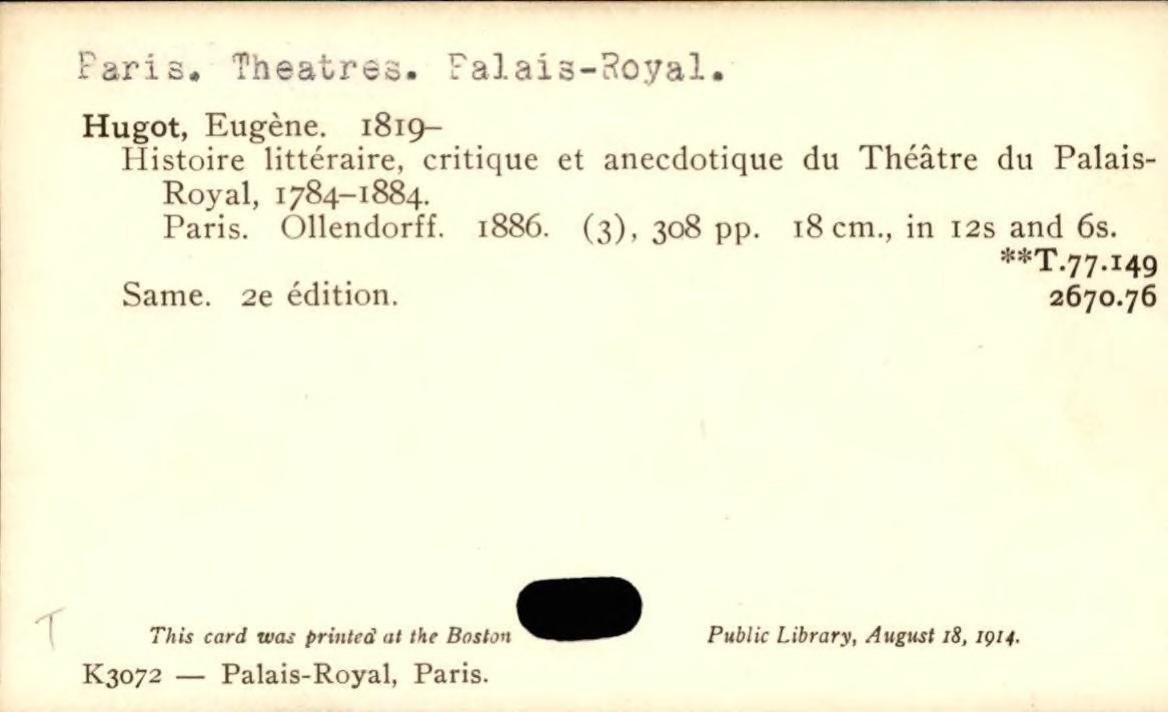 Paris. Theatres. Palais-Royal.
Hugot, Eugène. 1819–
Histoire littéraire, critique et anecdotique du Théâtre du Palais-
Royal, 1784–1884.
Paris. Ollendorff. 1886. (3), 308 pp. 18 cm., in 12s and 6s.
**T.77.149
Same. 2e édition. 2670.76
T
This card was printed at the Boston Public Library, August 18, 1914.
K3072 — Palais-Royal, Paris.